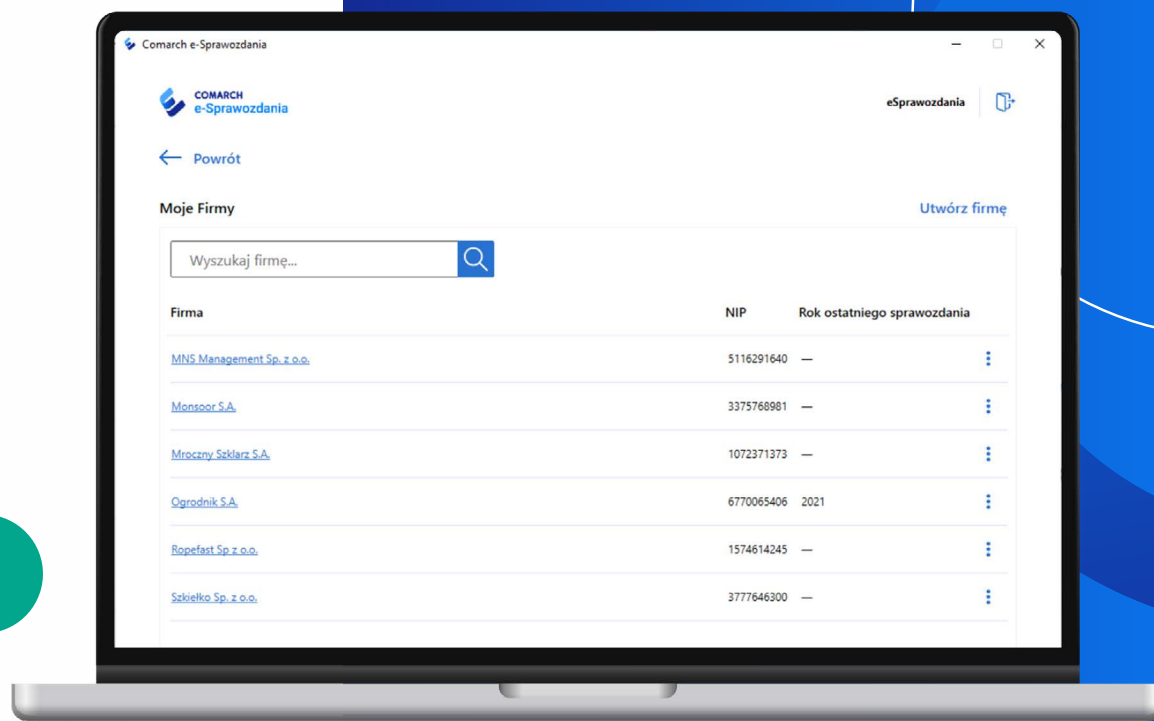 Comarch e-Sprawozdania
COMARCH
e-Sprawozdania
eSprawozdania
Powrót
Moje Firmy
Utwórz firmę
Wyszukaj firmę...
Firma NIP Rok ostatniego sprawozdania
MNS Management Sp. z o.o. 5116291640 —
Monsoor S.A. 3375768981 —
Mroczny Szklarz S.A. 1072371373 —
Ogrodnik S.A. 6770065406 2021
Ropefast Sp z o.o. 1574614245 —
Szkiełko Sp. z o.o. 3777646300 —